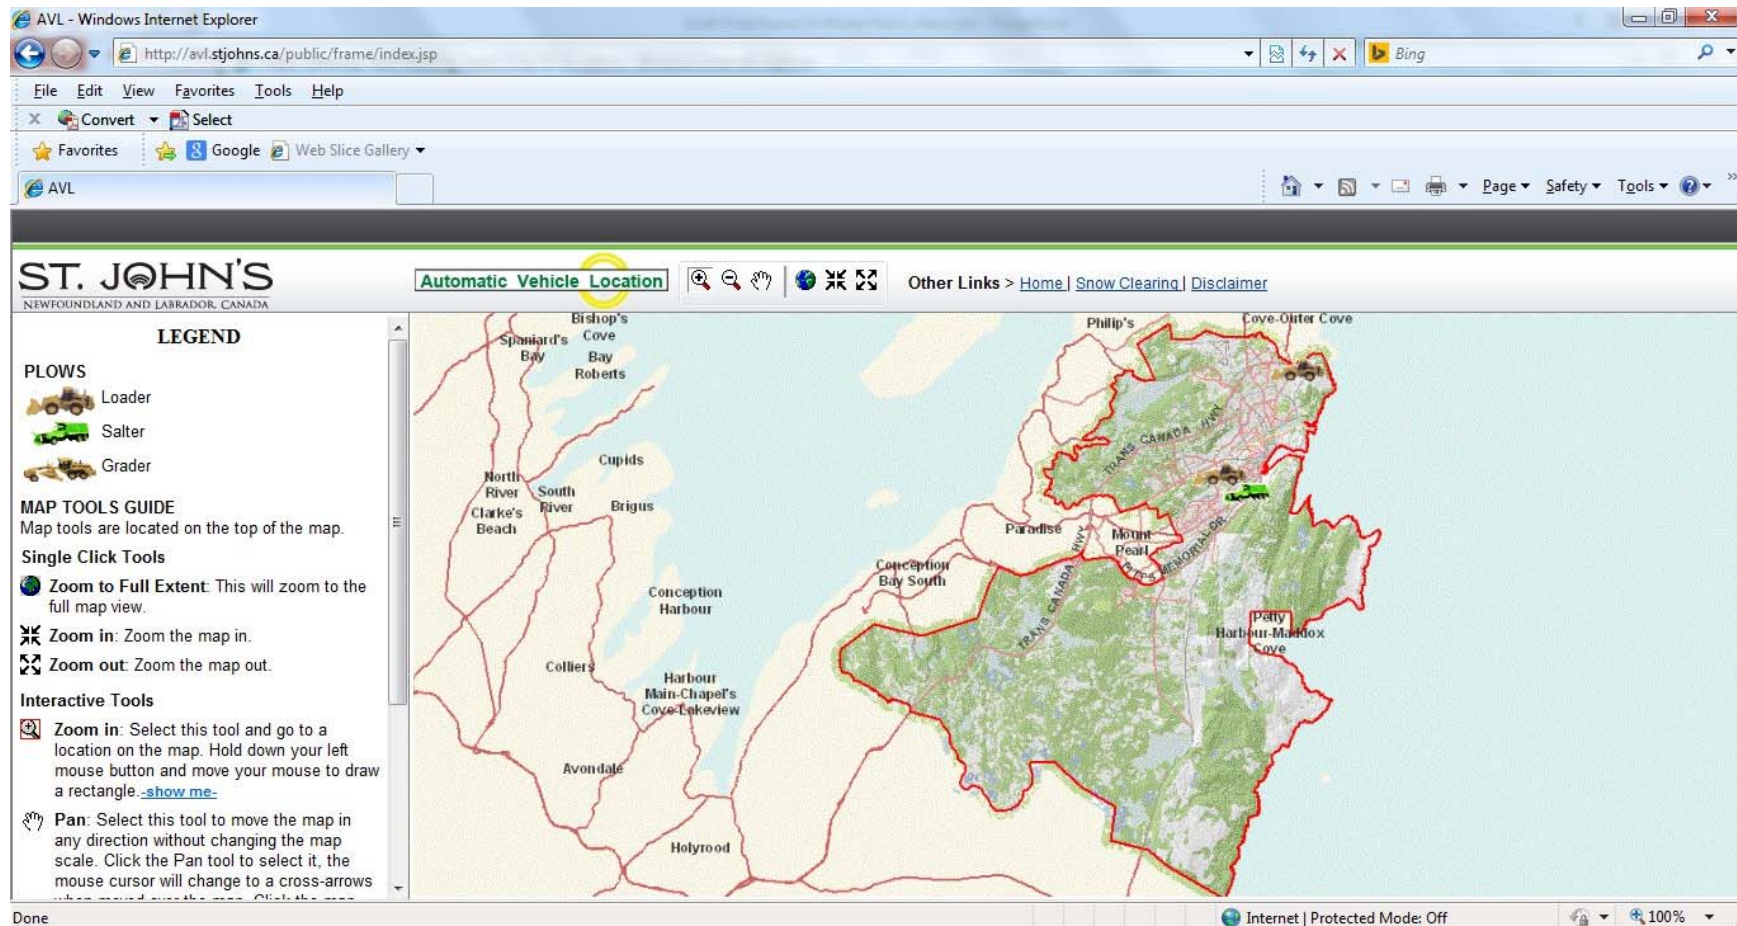 AVL - Windows Internet Explorer
http://avl.stjohns.ca/public/frame/index.jsp
Bing
File Edit View Favorites Tools Help
X Convert Select
Favorites Google Web Slice Gallery
AVL
Page Safety Tools
ST. JOHN'S
NEWFOUNDLAND AND LABRADOR, CANADA
Automatic Vehicle Location
Other Links > Home | Snow Clearing | Disclaimer
LEGEND
PLOWS
Loader
Salter
Grader
MAP TOOLS GUIDE
Map tools are located on the top of the map.
Single Click Tools
Zoom to Full Extent: This will zoom to the
full map view.
Zoom in: Zoom the map in.
Zoom out: Zoom the map out.
Interactive Tools
Zoom in: Select this tool and go to a
location on the map. Hold down your left
mouse button and move your mouse to draw
a rectangle.-show me-
Pan: Select this tool to move the map in
any direction without changing the map
scale. Click the Pan tool to select it, the
mouse cursor will change to a cross-arrows
when moved over the map. Click the map
Bishop's
Cove
Spaniard's
Bay
Bay
Roberts
Philip's
Cove-Outer Cove
TRANS CANADA HWY
Cupids
North
River
South
River
Clarke's
Beach
Brigus
Paradise
Mount
Pearl
PITTS MEMORIAL DR
Conception
Bay South
TRANS CANADA HWY
Conception
Harbour
Petty
Harbour-Maddox
Cove
Colliers
Harbour
Main-Chapel's
Cove-Lakeview
Avondale
Holyrood
Done
Internet | Protected Mode: Off
100%